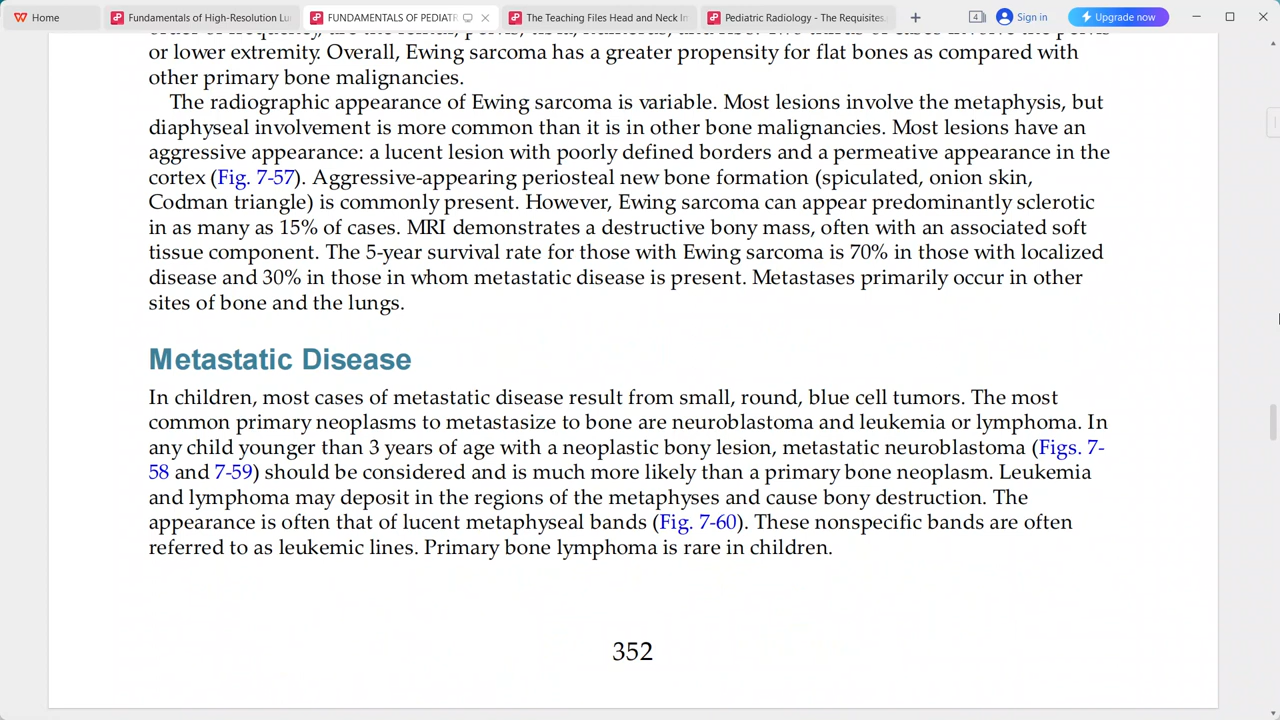 Home
Fundamentals of High-Resolution Lu
FUNDAMENTALS OF PEDIATR
The Teaching Files Head and Neck Im
Pediatric Radiology - The Requisites
4
Sign in
Upgrade now
or lower extremity. Overall, Ewing sarcoma has a greater propensity for flat bones as compared with
other primary bone malignancies.
The radiographic appearance of Ewing sarcoma is variable. Most lesions involve the metaphysis, but
diaphyseal involvement is more common than it is in other bone malignancies. Most lesions have an
aggressive appearance: a lucent lesion with poorly defined borders and a permeative appearance in the
cortex (Fig. 7-57). Aggressive-appearing periosteal new bone formation (spiculated, onion skin,
Codman triangle) is commonly present. However, Ewing sarcoma can appear predominantly sclerotic
in as many as 15% of cases. MRI demonstrates a destructive bony mass, often with an associated soft
tissue component. The 5-year survival rate for those with Ewing sarcoma is 70% in those with localized
disease and 30% in those in whom metastatic disease is present. Metastases primarily occur in other
sites of bone and the lungs.
Metastatic Disease
In children, most cases of metastatic disease result from small, round, blue cell tumors. The most
common primary neoplasms to metastasize to bone are neuroblastoma and leukemia or lymphoma. In
any child younger than 3 years of age with a neoplastic bony lesion, metastatic neuroblastoma (Figs. 7-
58 and 7-59) should be considered and is much more likely than a primary bone neoplasm. Leukemia
and lymphoma may deposit in the regions of the metaphyses and cause bony destruction. The
appearance is often that of lucent metaphyseal bands (Fig. 7-60). These nonspecific bands are often
referred to as leukemic lines. Primary bone lymphoma is rare in children.
352